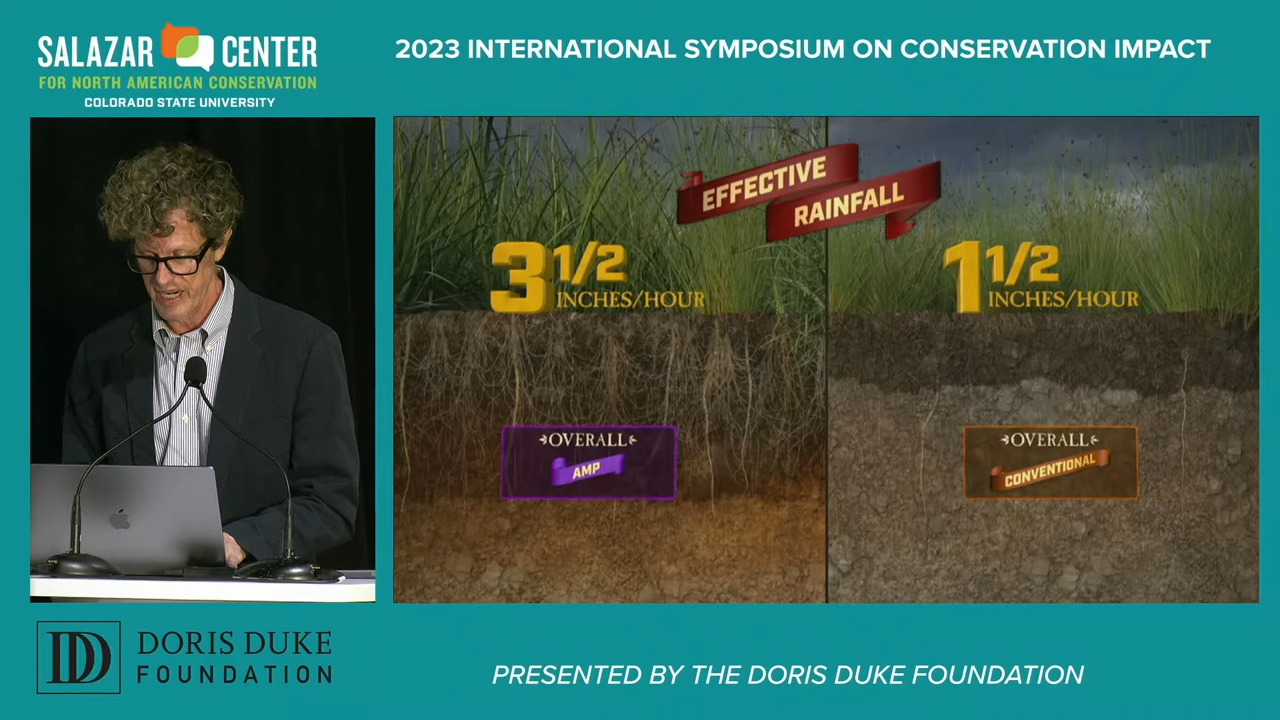 SALAZAR CENTER
FOR NORTH AMERICAN CONSERVATION
COLORADO STATE UNIVERSITY
2023 INTERNATIONAL SYMPOSIUM ON CONSERVATION IMPACT
EFFECTIVE
RAINFALL
3 1/2
INCHES/HOUR
1 1/2
INCHES/HOUR
OVERALL
AMP
OVERALL
CONVENTIONAL
DD
DORIS DUKE
FOUNDATION
PRESENTED BY THE DORIS DUKE FOUNDATION